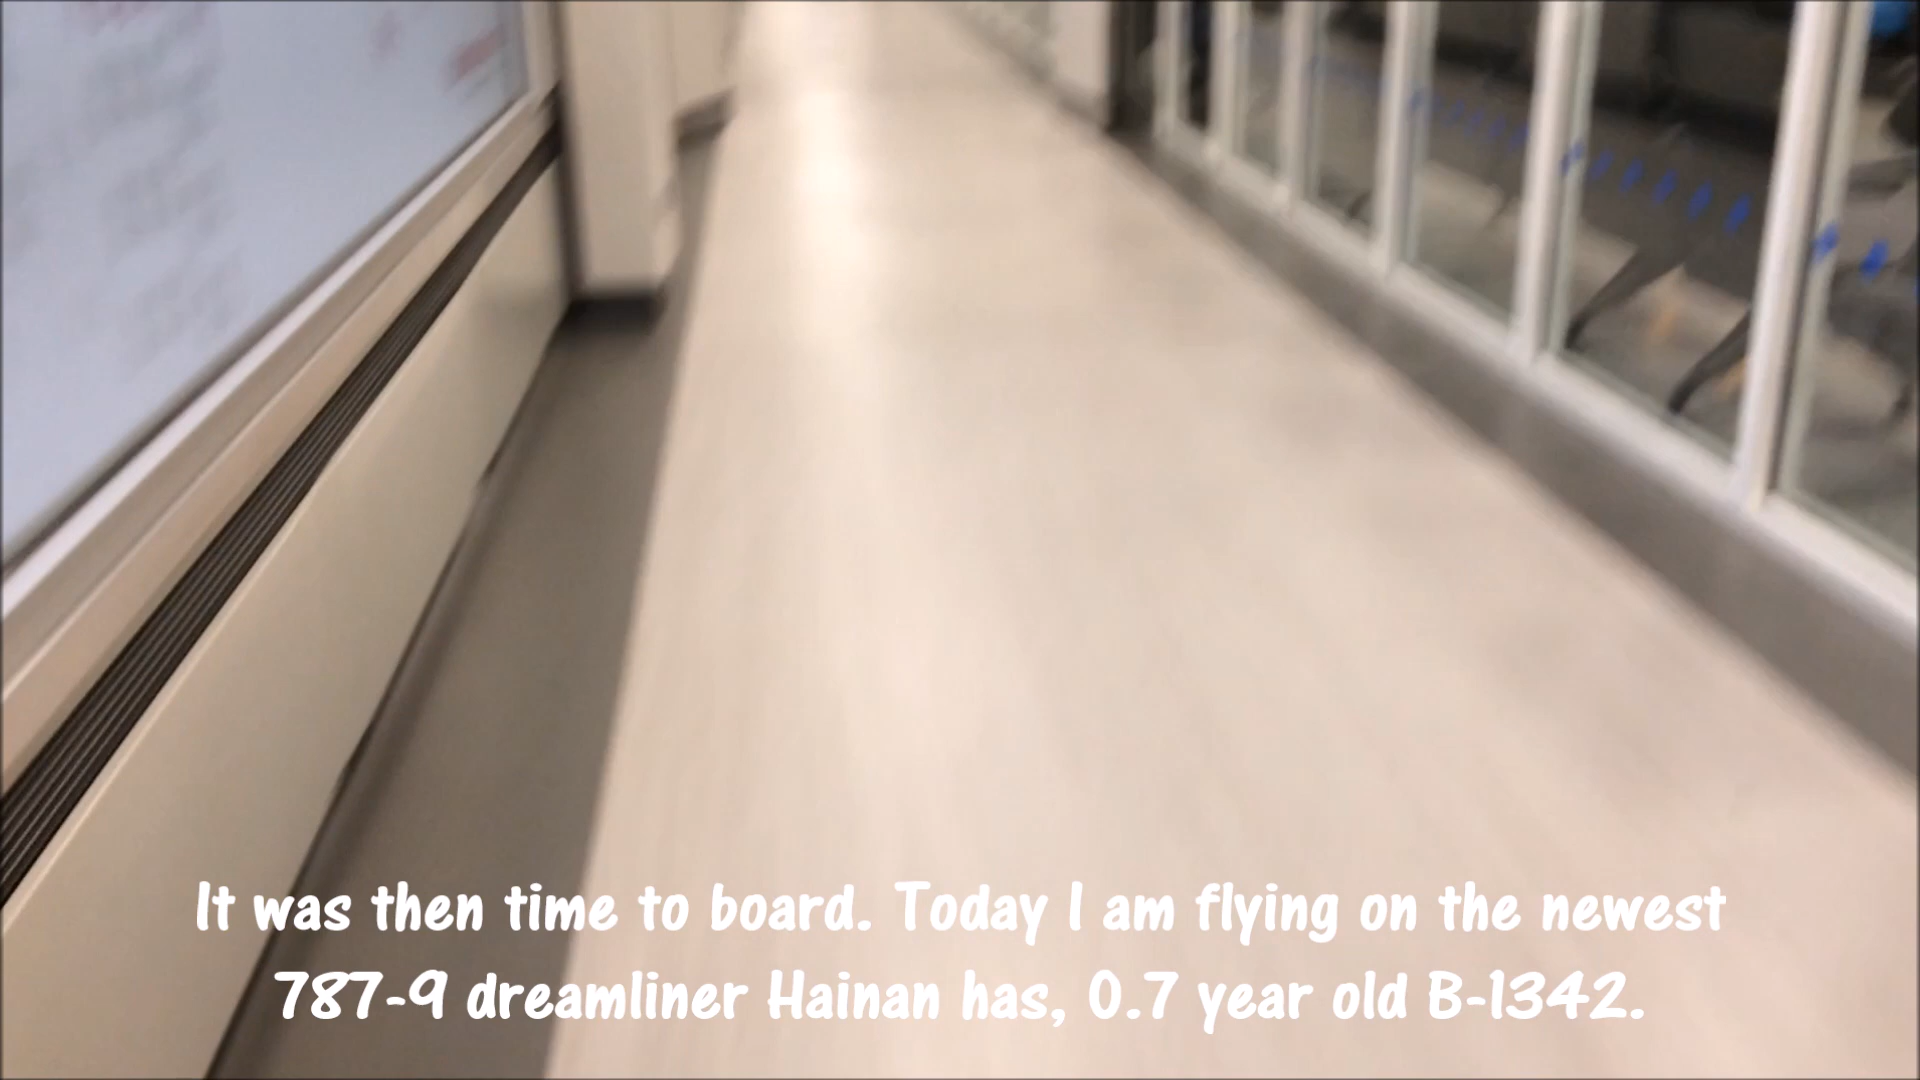 It was then time to board. Today I am flying on the newest
787-9 dreamliner Hainan has, 0.7 year old B-1342.